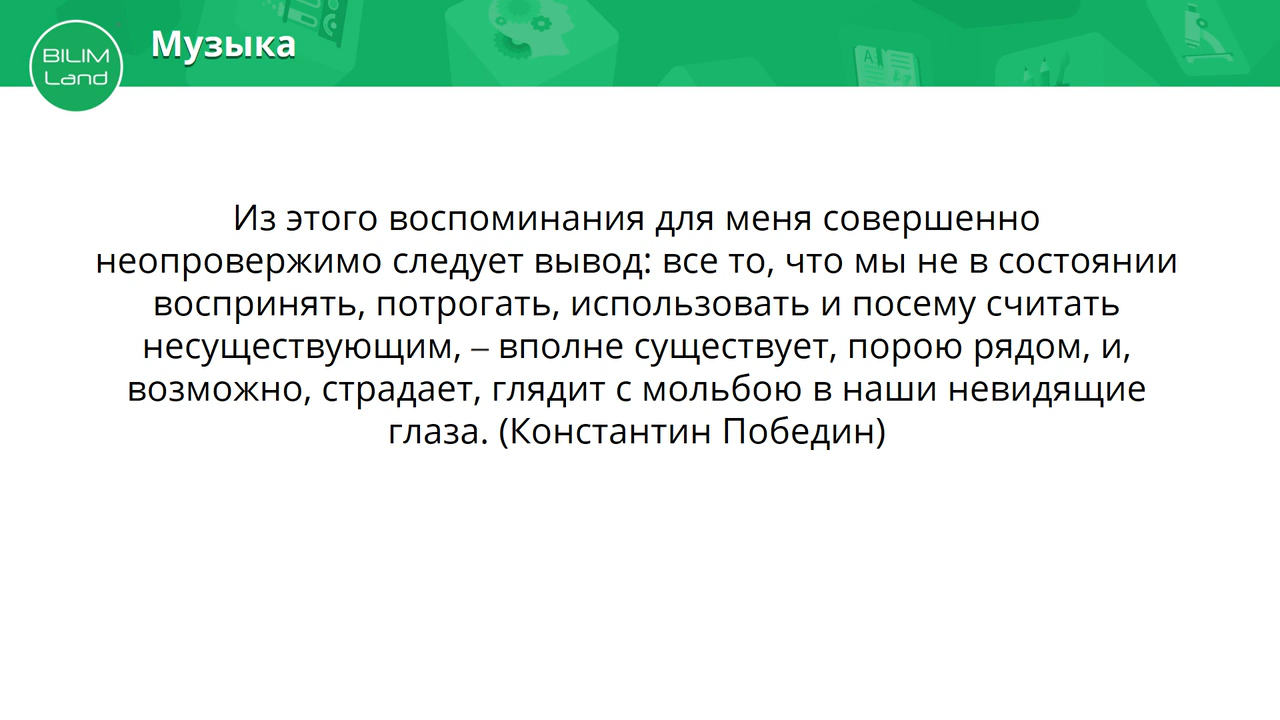 BILIM
Land
Музыка
A
Из этого воспоминания для меня совершенно
неопровержимо следует вывод: все то, что мы не в состоянии
воспринять, потрогать, использовать и посему считать
несуществующим, – вполне существует, порою рядом, и,
возможно, страдает, глядит с мольбою в наши невидящие
глаза. (Константин Победин)